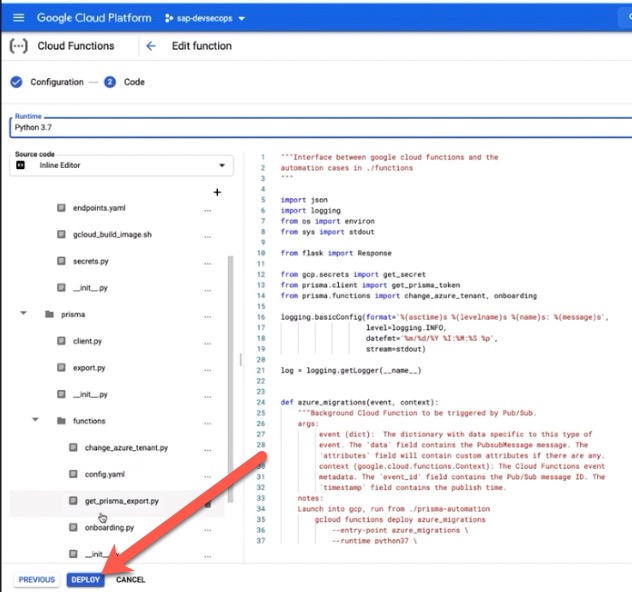 Google Cloud Platform
sap-devsecops
Cloud Functions
Edit function
Configuration
2 Code
Runtime
Python 3.7
Source code
Inline Editor
+
endpoints.yaml ...
gcloud_build_image.sh ...
secrets.py ...
__init__.py ...
prisma
client.py ...
export.py ...
__init__.py ...
functions
change_azure_tenant.py ...
config.yaml ...
get_prisma_export.py
onboarding.py ...
...
PREVIOUS
DEPLOY
CANCEL
1 """Interface between google cloud functions and the
2 automation cases in ./functions
3 """
4
5 import json
6 import logging
7 from os import environ
8 from sys import stdout
9
10 from flask import Response
11
12 from gcp.secrets import get_secret
13 from prisma.client import get_prisma_token
14 from prisma.functions import change_azure_tenant, onboarding
15
16 logging.basicConfig(format='%(asctime)s %(levelname)s %(name)s: %(message)s',
17 level=logging.INFO,
18 datefmt='%m/%d/%Y %I:%M:%S %p',
19 stream=stdout)
20
21 log = logging.getLogger(__name__)
22
23
24 def azure_migrations(event, context):
25 """Background Cloud Function to be triggered by Pub/Sub.
26 args:
27 event (dict): The dictionary with data specific to this type of
28 event. The `data` field contains the PubsubMessage message. The
`attributes` field will contain custom attributes if there are any.
30 context (google.cloud.functions.Context): The Cloud Functions event
31 metadata. The `event_id` field contains the Pub/Sub message ID. The
32 `timestamp` field contains the publish time.
33 notes:
34 Launch into gcp, run from ./prisma-automation
35 gcloud functions deploy azure_migrations
36 --entry-point azure_migrations \
37 --runtime python37 \